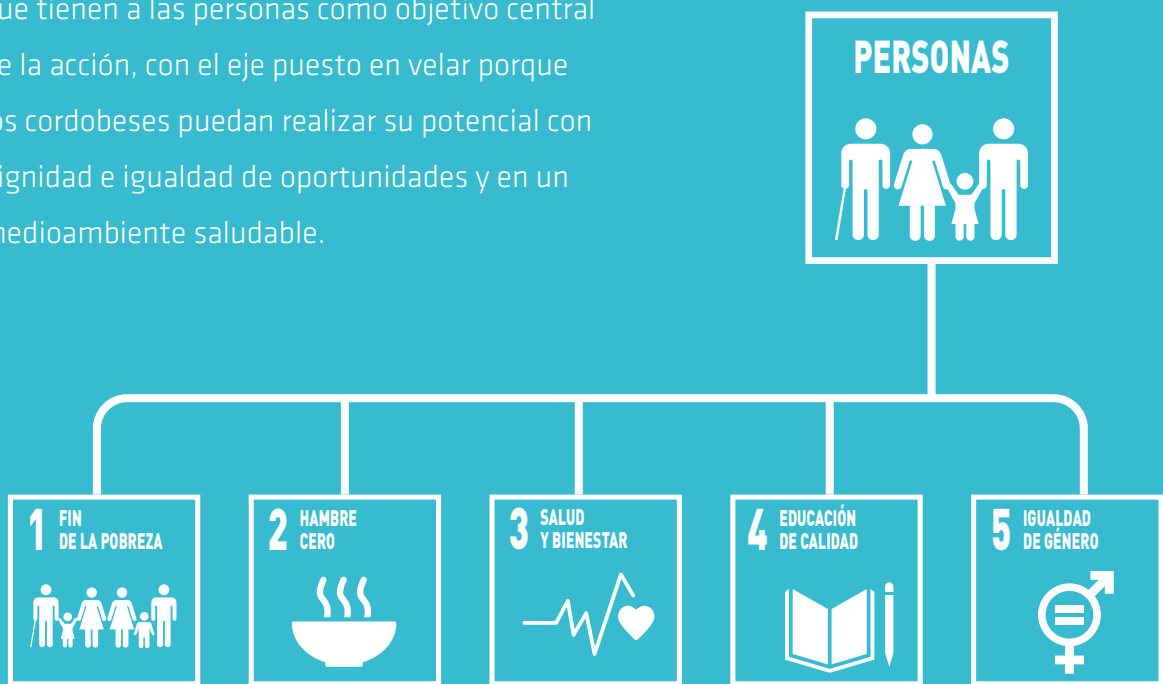 ue tienen a las personas como objetivo central
e la acción, con el eje puesto en velar porque
os cordobeses puedan realizar su potencial con
ignidad e igualdad de oportunidades y en un
edioambiente saludable.
PERSONAS
1 FIN
DE LA POBREZA
2 HAMBRE
CERO
3 SALUD
Y BIENESTAR
4 EDUCACIÓN
DE CALIDAD
5 IGUALDAD
DE GÉNERO